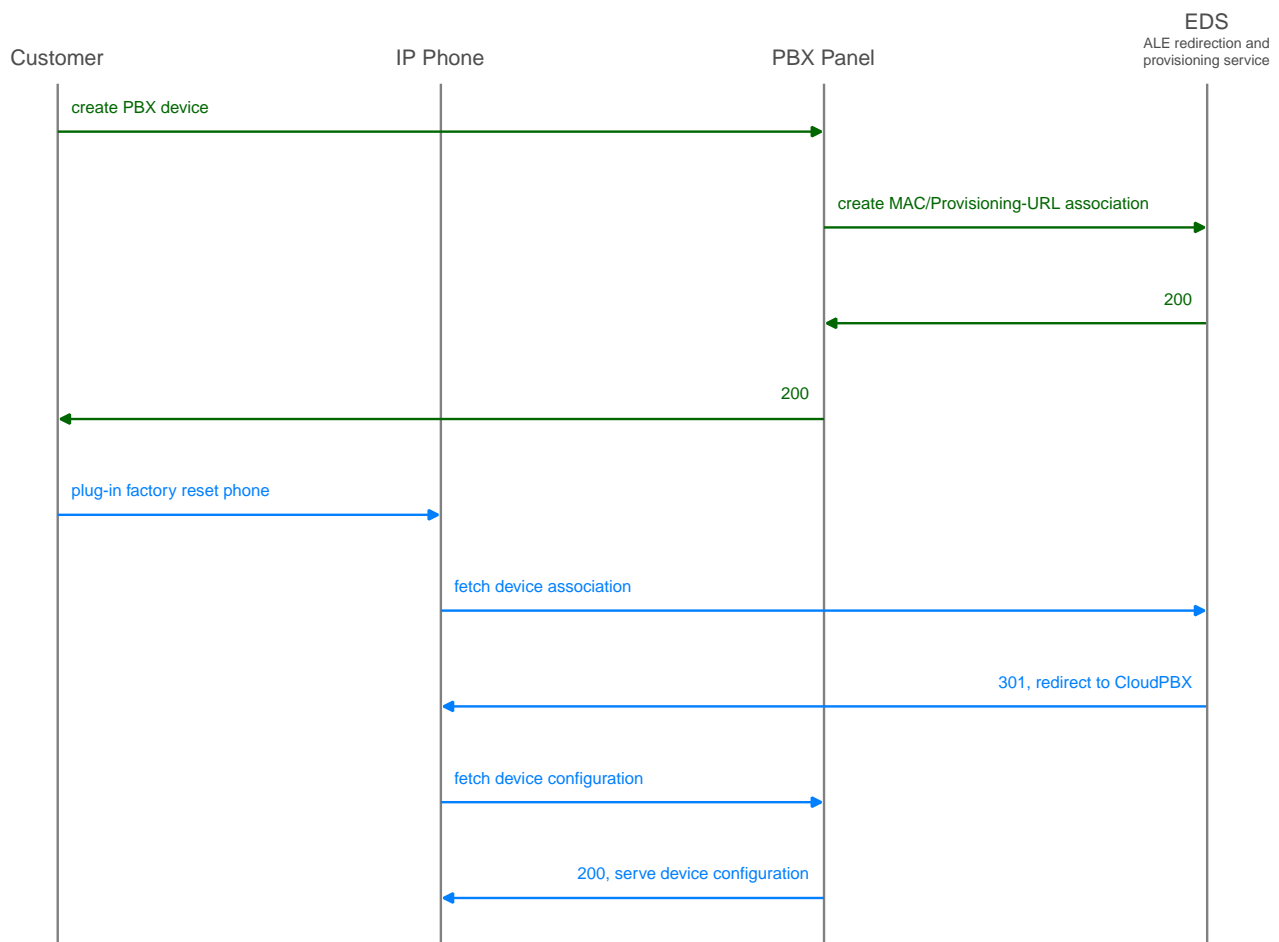 EDS
ALE redirection and
provisioning service
Customer
IP Phone
PBX Panel
create PBX device
create MAC/Provisioning-URL association
200
200
plug-in factory reset phone
fetch device association
301, redirect to CloudPBX
fetch device configuration
200, serve device configuration